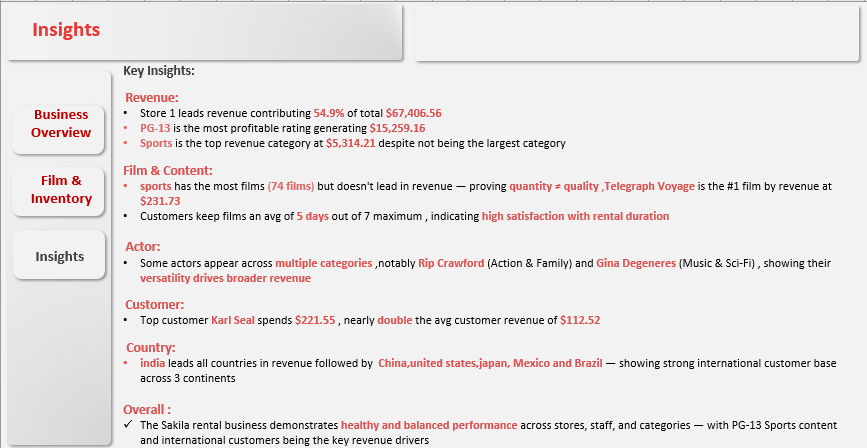 Insights
Key Insights:
Business
Overview
Film &
Inventory
Insights
Revenue:
• Store 1 leads revenue contributing 54.9% of total $67,406.56
• PG-13 is the most profitable rating generating $15,259.16
• Sports is the top revenue category at $5,314.21 despite not being the largest category
Film & Content:
• sports has the most films (74 films) but doesn't lead in revenue — proving quantity ≠ quality ,Telegraph Voyage is the #1 film by revenue at
$231.73
• Customers keep films an avg of 5 days out of 7 maximum , indicating high satisfaction with rental duration
Actor:
• Some actors appear across multiple categories ,notably Rip Crawford (Action & Family) and Gina Degeneres (Music & Sci-Fi) , showing their
versatility drives broader revenue
Customer:
• Top customer Karl Seal spends $221.55 , nearly double the avg customer revenue of $112.52
Country:
• india leads all countries in revenue followed by China,united states,japan, Mexico and Brazil — showing strong international customer base
across 3 continents
Overall :
✓ The Sakila rental business demonstrates healthy and balanced performance across stores, staff, and categories — with PG-13 Sports content
and international customers being the key revenue drivers